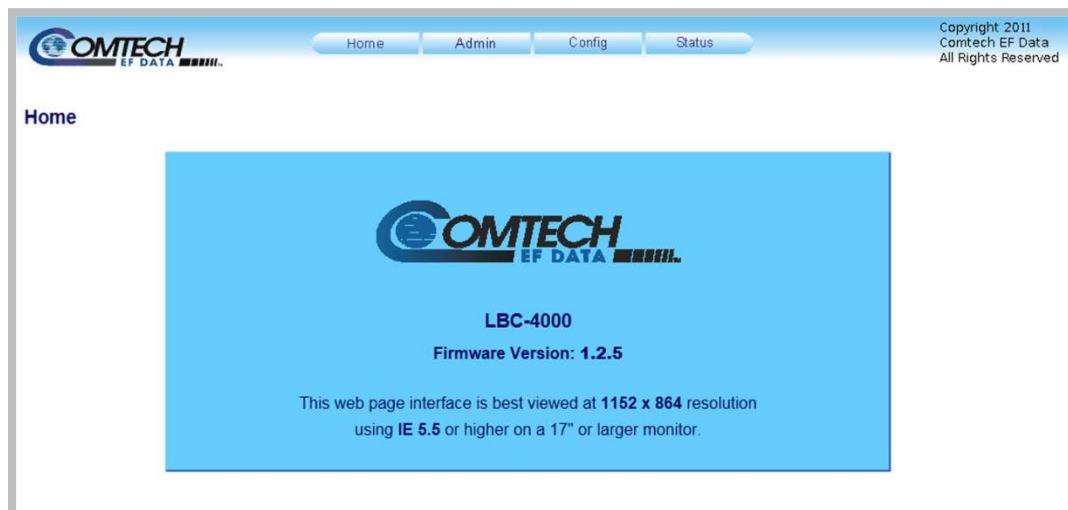 COMTECH
EF DATA
Home Admin Config Status
Copyright 2011
Comtech EF Data
All Rights Reserved
Home
COMTECH
EF DATA
LBC-4000
Firmware Version: 1.2.5
This web page interface is best viewed at 1152 x 864 resolution
using IE 5.5 or higher on a 17" or larger monitor.